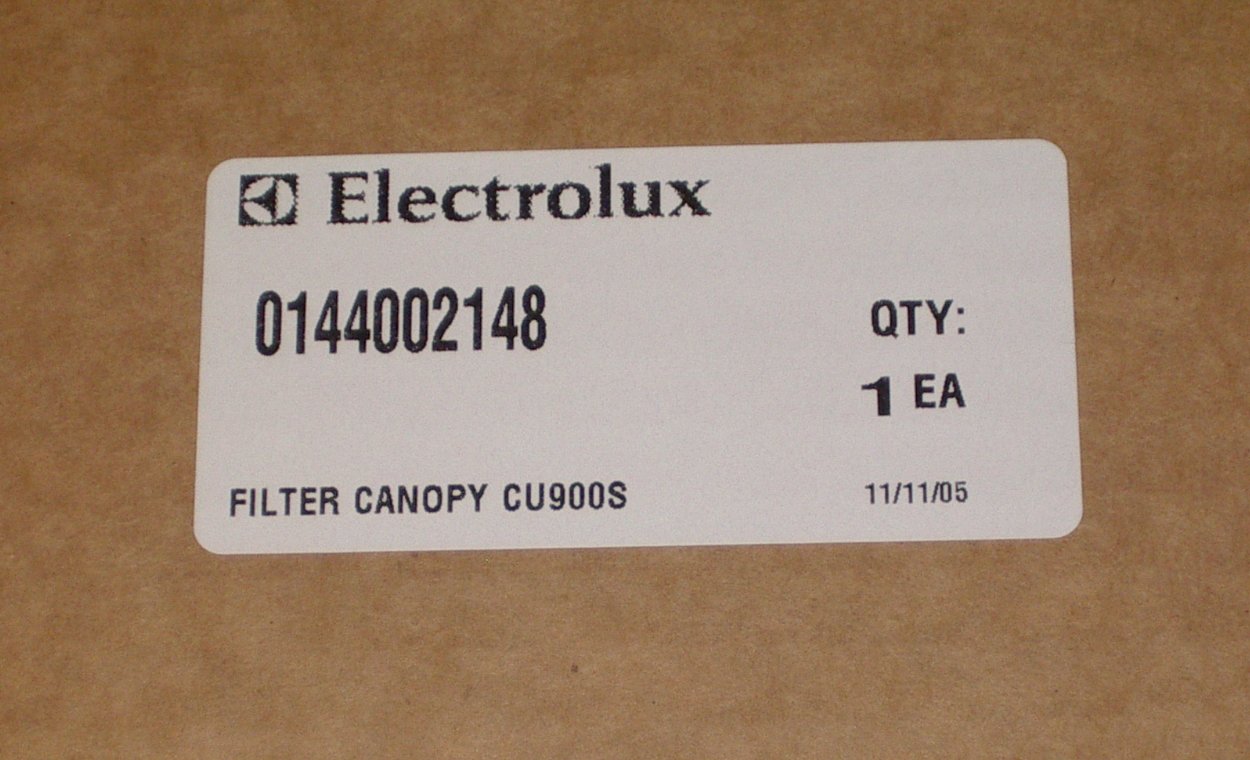 Electrolux
0144002148
QTY:
1 EA
FILTER CANOPY CU900S
11/11/05